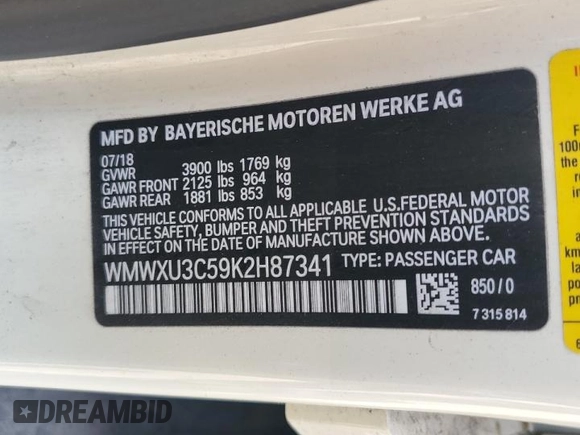 MFD BY BAYERISCHE MOTOREN WERKE AG
07/18
GVWR 3900 lbs 1769 kg
GAWR FRONT 2125 lbs 964 kg
GAWR REAR 1881 lbs 853 kg
THIS VEHICLE CONFORMS TO ALL APPLICABLE U.S.FEDERAL MOTOR
VEHICLE SAFETY, BUMPER AND THEFT PREVENTION STANDARDS
IN EFFECT ON THE DATE OF MANUFACTURE SHOWN ABOVE.
WMWXU3C59K2H87341 TYPE: PASSENGER CAR
850/0
7 315 814
DREAMBID